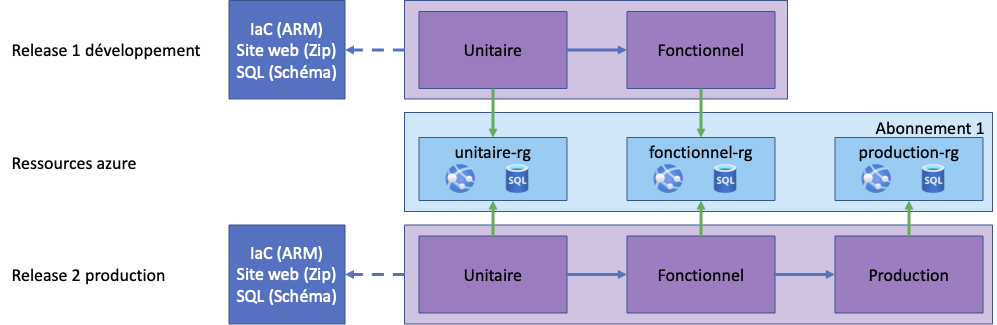 Release 1 développement
IaC (ARM)
Site web (Zip)
SQL (Schéma)
Unitaire
Fonctionnel
Ressources azure
Abonnement 1
unitaire-rg
SQL
fonctionnel-rg
SQL
production-rg
SQL
Release 2 production
IaC (ARM)
Site web (Zip)
SQL (Schéma)
Unitaire
Fonctionnel
Production